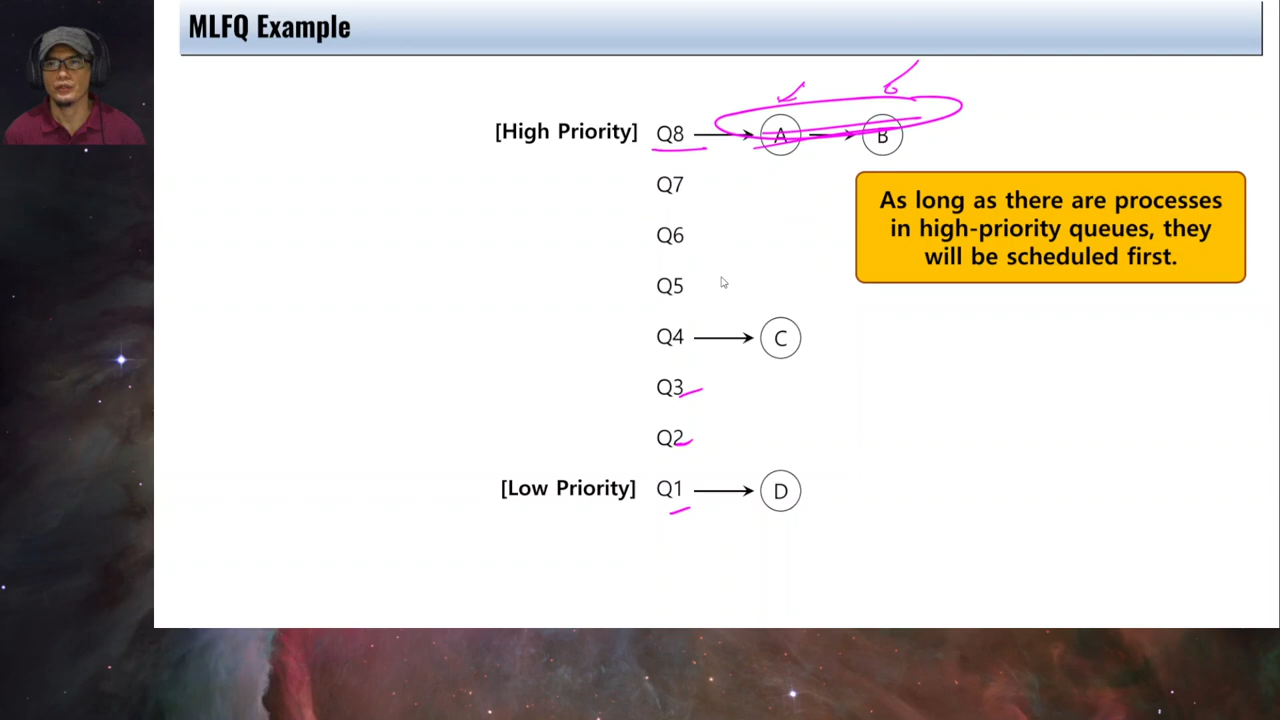 MLFQ Example
[High Priority] Q8 A B
Q7
As long as there are processes
in high-priority queues, they
will be scheduled first.
Q6
Q5
Q4 C
Q3
Q2
[Low Priority] Q1 D